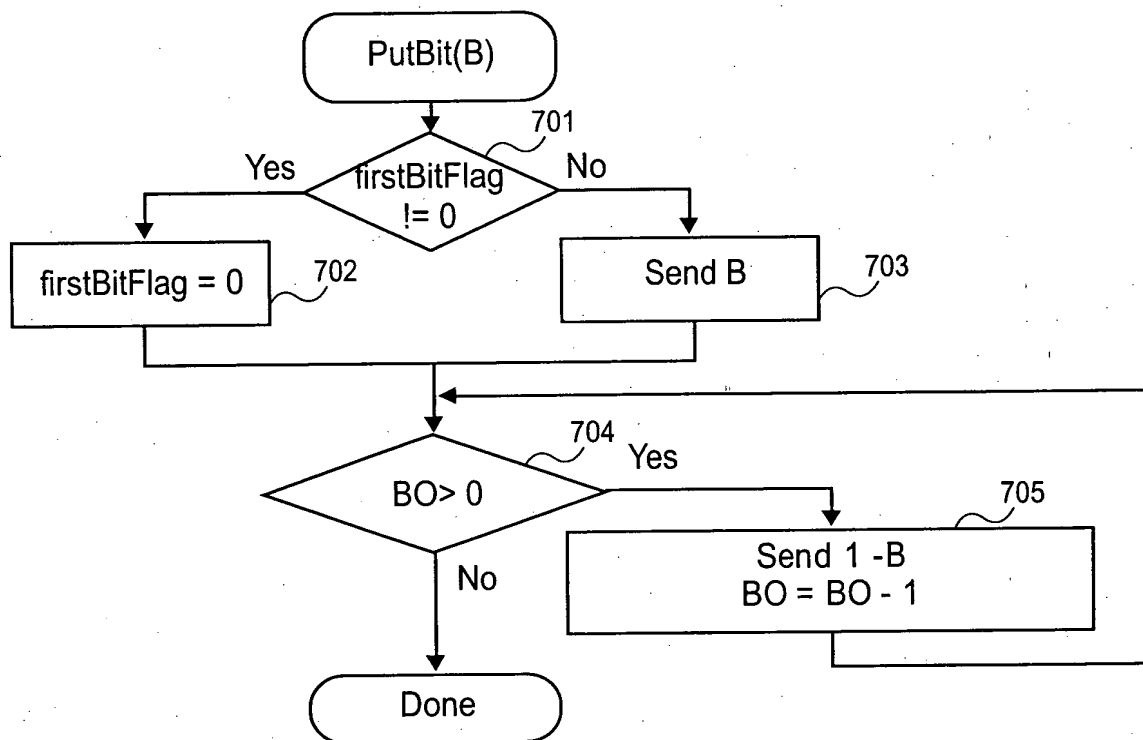 PutBit(B)
701
Yes
No
firstBitFlag
!= 0
firstBitFlag = 0
702
Send B
703
704
Yes
BO> 0
705
Send 1 -B
BO = BO - 1
No
Done